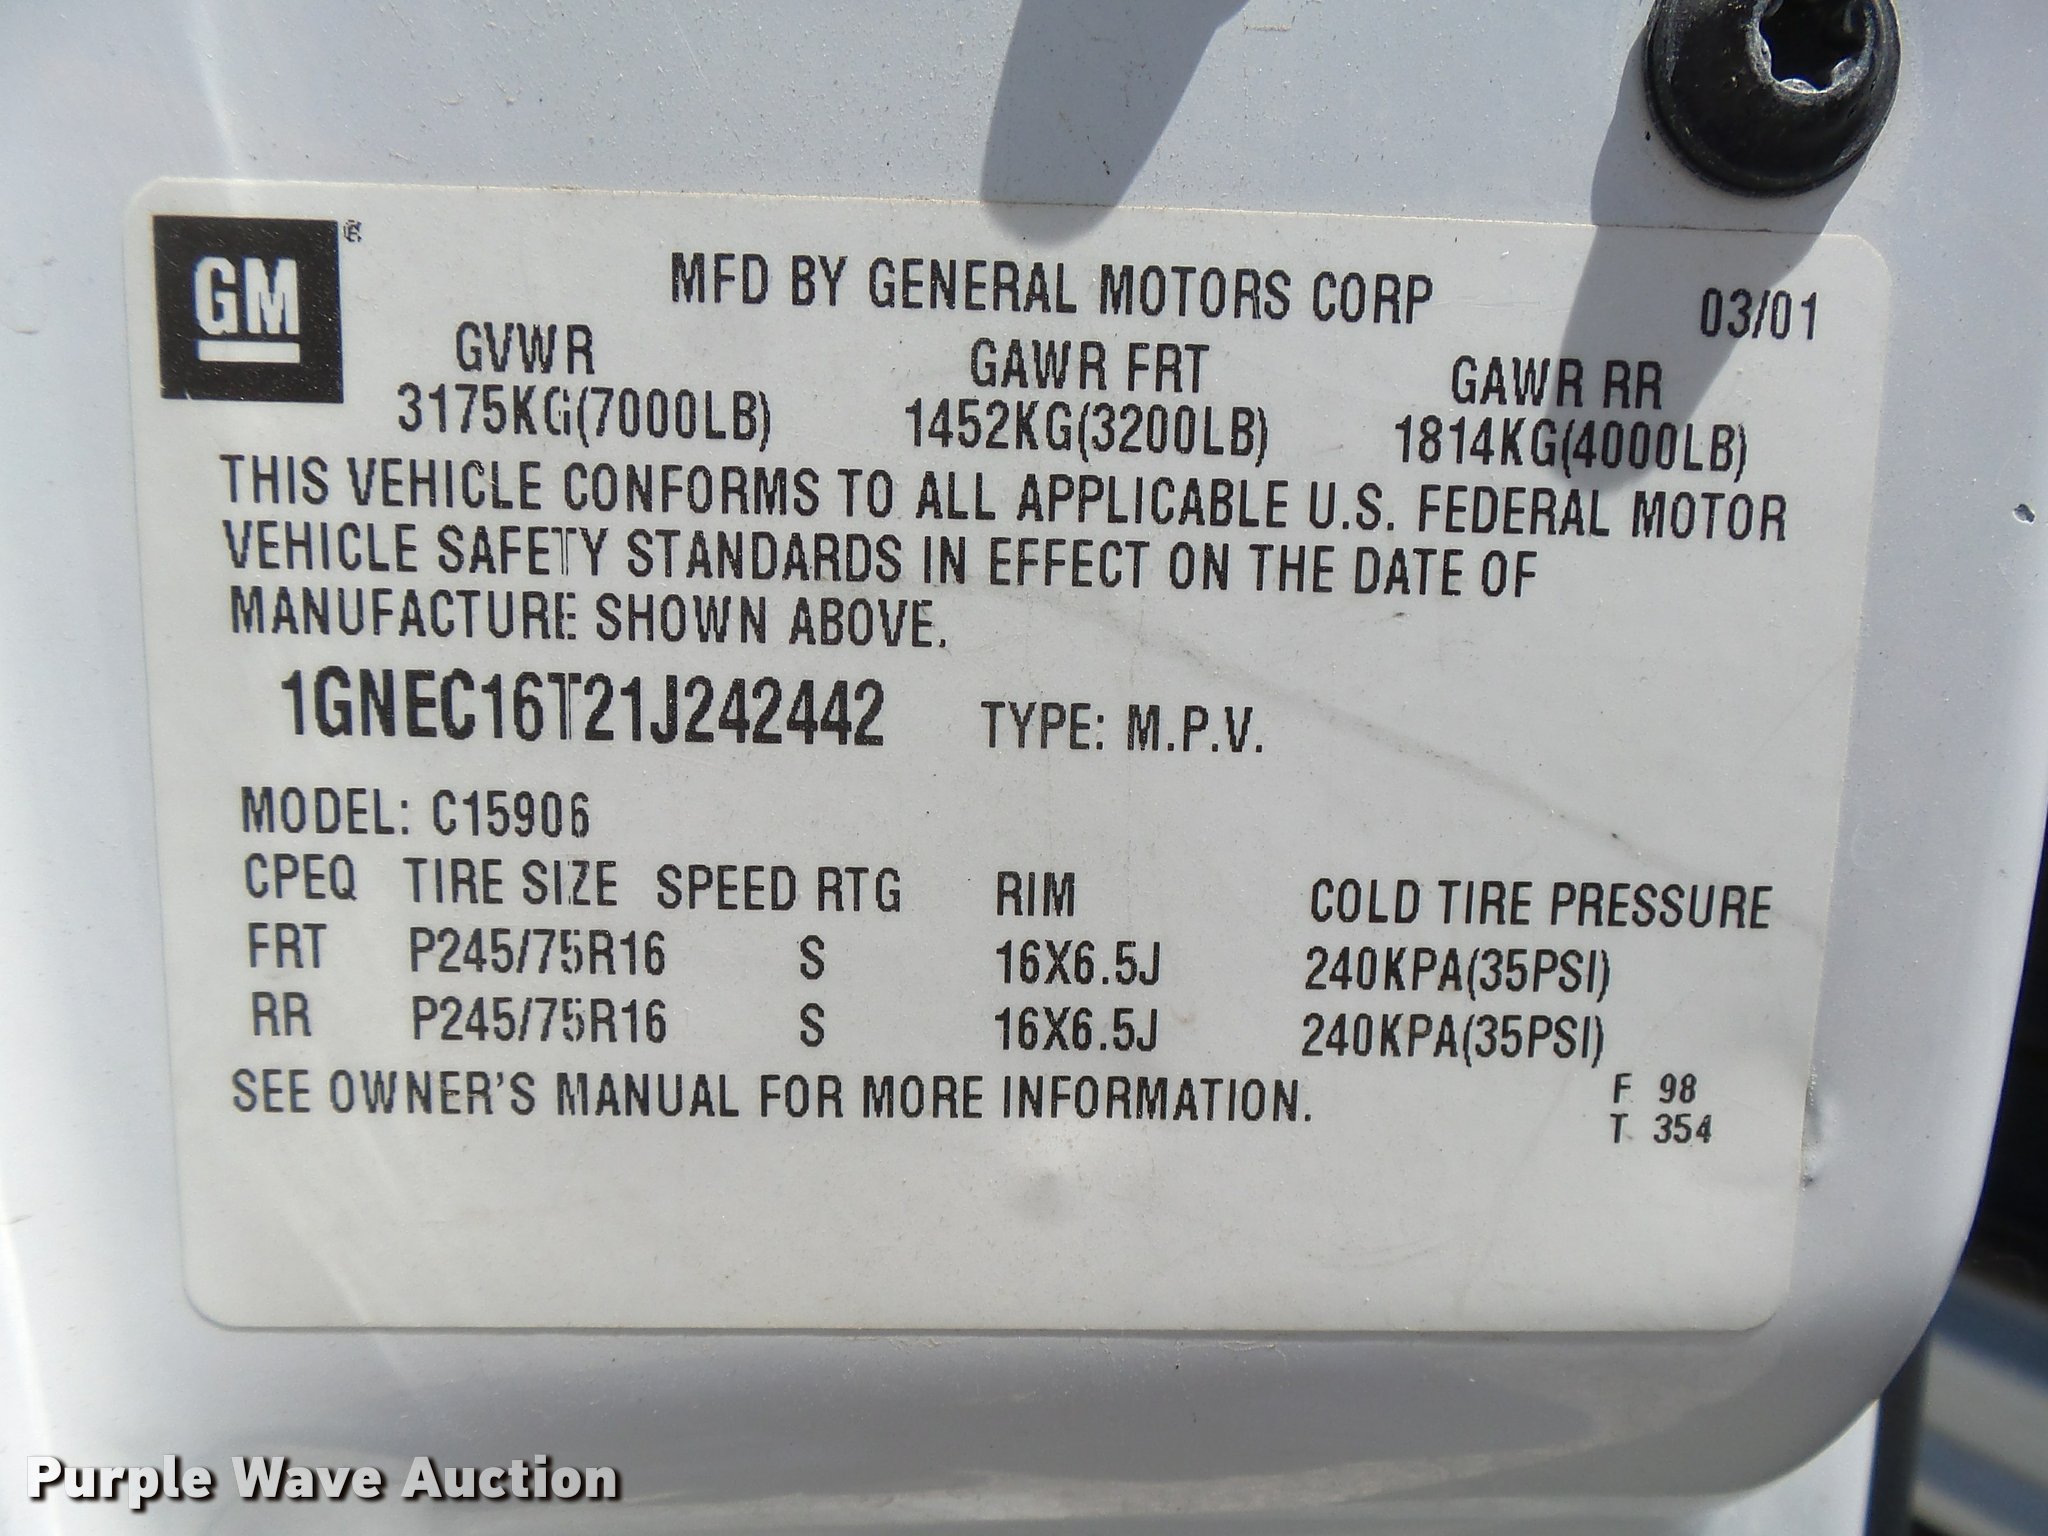 GM ®
MFD BY GENERAL MOTORS CORP 03/01
GVWR GAWR FRT GAWR RR
3175KG(7000LB) 1452KG(3200LB) 1814KG(4000LB)
THIS VEHICLE CONFORMS TO ALL APPLICABLE U.S. FEDERAL MOTOR
VEHICLE SAFETY STANDARDS IN EFFECT ON THE DATE OF
MANUFACTURE SHOWN ABOVE.
1GNEC16T21J242442 TYPE: M.P.V.
MODEL: C15906
CPEQ TIRE SIZE SPEED RTG RIM COLD TIRE PRESSURE
FRT P245/75R16 S 16X6.5J 240KPA(35PSI)
RR P245/75R16 S 16X6.5J 240KPA(35PSI)
SEE OWNER'S MANUAL FOR MORE INFORMATION.
F 98
T 354
Purple Wave Auction